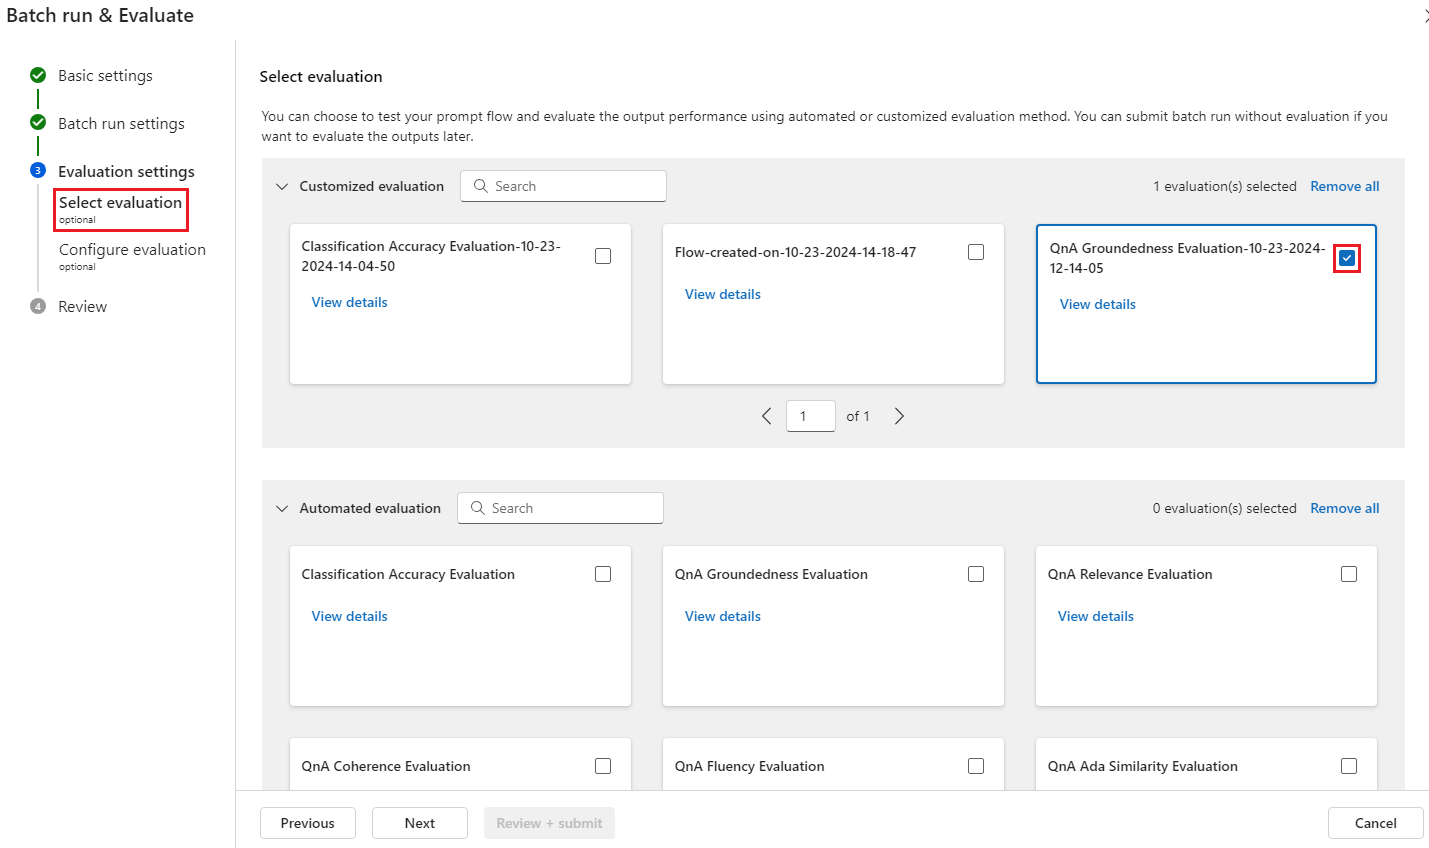 Batch run & Evaluate
Basic settings
Batch run settings
3
Evaluation settings
Select evaluation
optional
Configure evaluation
optional
4
Review
Select evaluation
You can choose to test your prompt flow and evaluate the output performance using automated or customized evaluation method. You can submit batch run without evaluation if you
want to evaluate the outputs later.
Customized evaluation
Search
1 evaluation(s) selected
Remove all
Classification Accuracy Evaluation-10-23-
2024-14-04-50
View details
Flow-created-on-10-23-2024-14-18-47
View details
QnA Groundedness Evaluation-10-23-2024-
12-14-05
View details
1
of 1
Automated evaluation
Search
0 evaluation(s) selected
Remove all
Classification Accuracy Evaluation
View details
QnA Groundedness Evaluation
View details
QnA Relevance Evaluation
View details
QnA Coherence Evaluation
QnA Fluency Evaluation
QnA Ada Similarity Evaluation
Previous
Next
Review + submit
Cancel